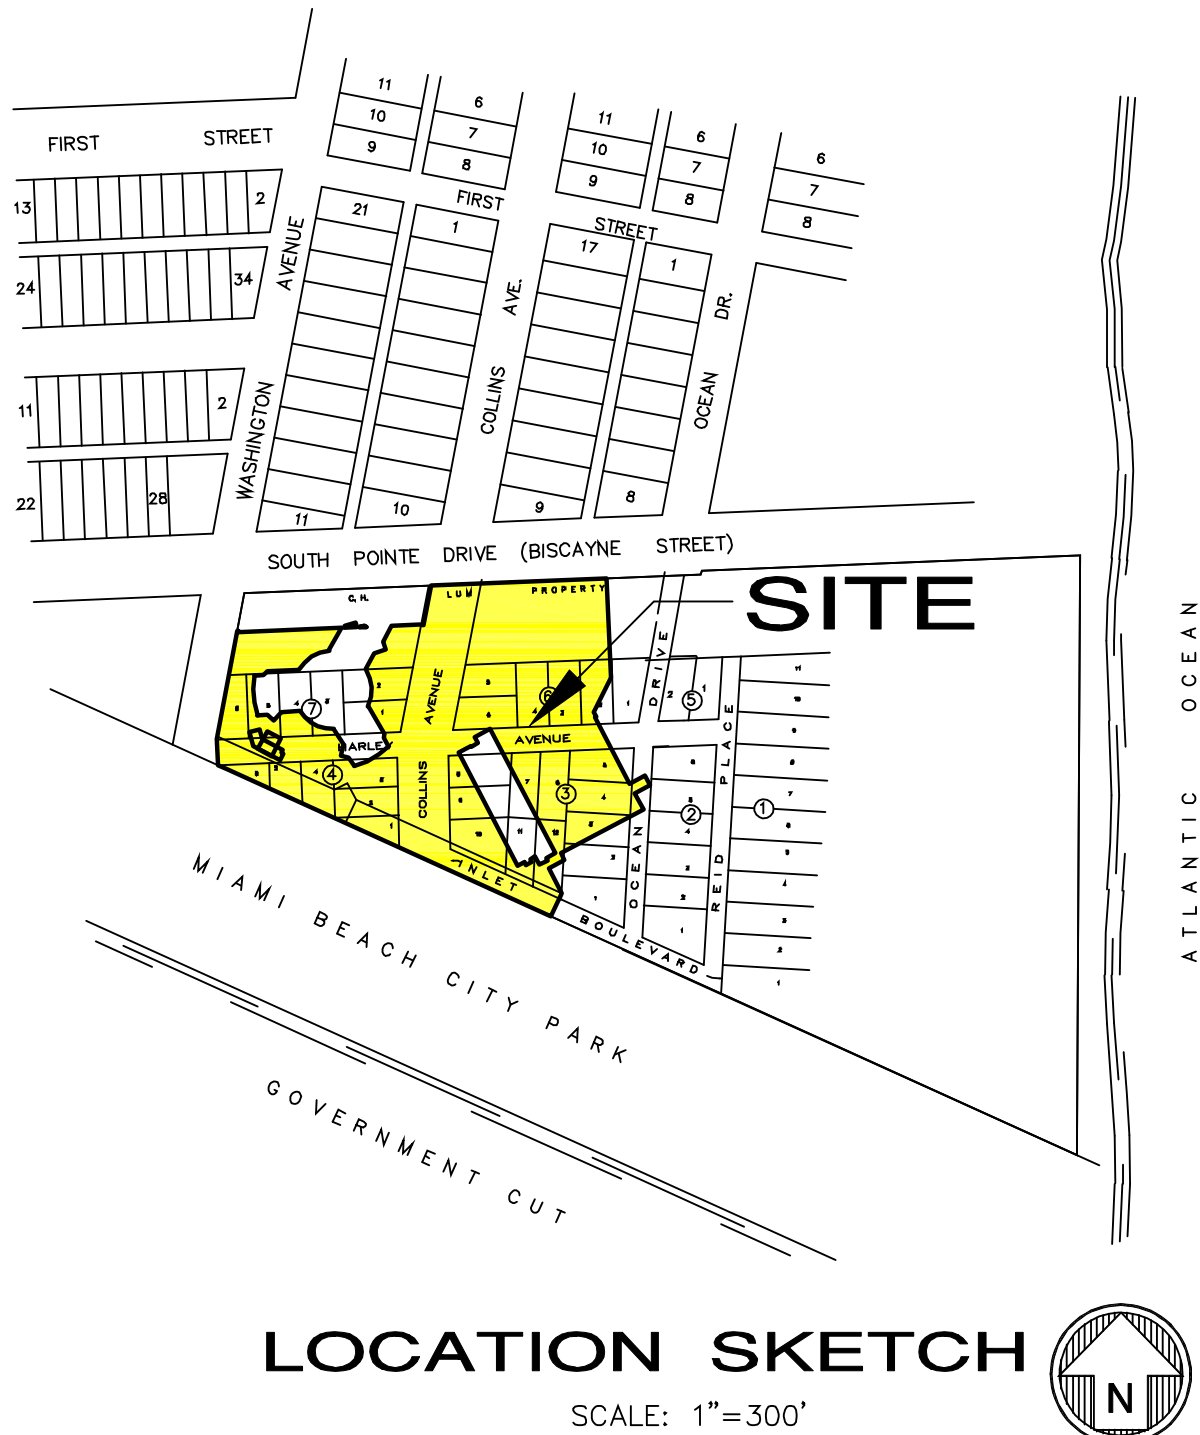 11
6
11
10
7
6
6
9
8
10
7
7
9
8
8
FIRST STREET
FIRST STREET
13
2
21
1
17
1
24
34
WASHINGTON AVENUE
COLLINS AVE.
OCEAN DR.
11
2
22
28
11
10
9
8
SOUTH POINTE DRIVE (BISCAYNE STREET)
C. H.
LUM PROPERTY
SITE
DRIVE
AVENUE
7
6
5
HARLEY AVENUE
COLLINS
4
3
2
1
OCEAN
REID PLACE
INLET
BOULEVARD
MIAMI BEACH CITY PARK
GOVERNMENT CUT
ATLANTIC OCEAN
LOCATION SKETCH
N
SCALE: 1"=300'